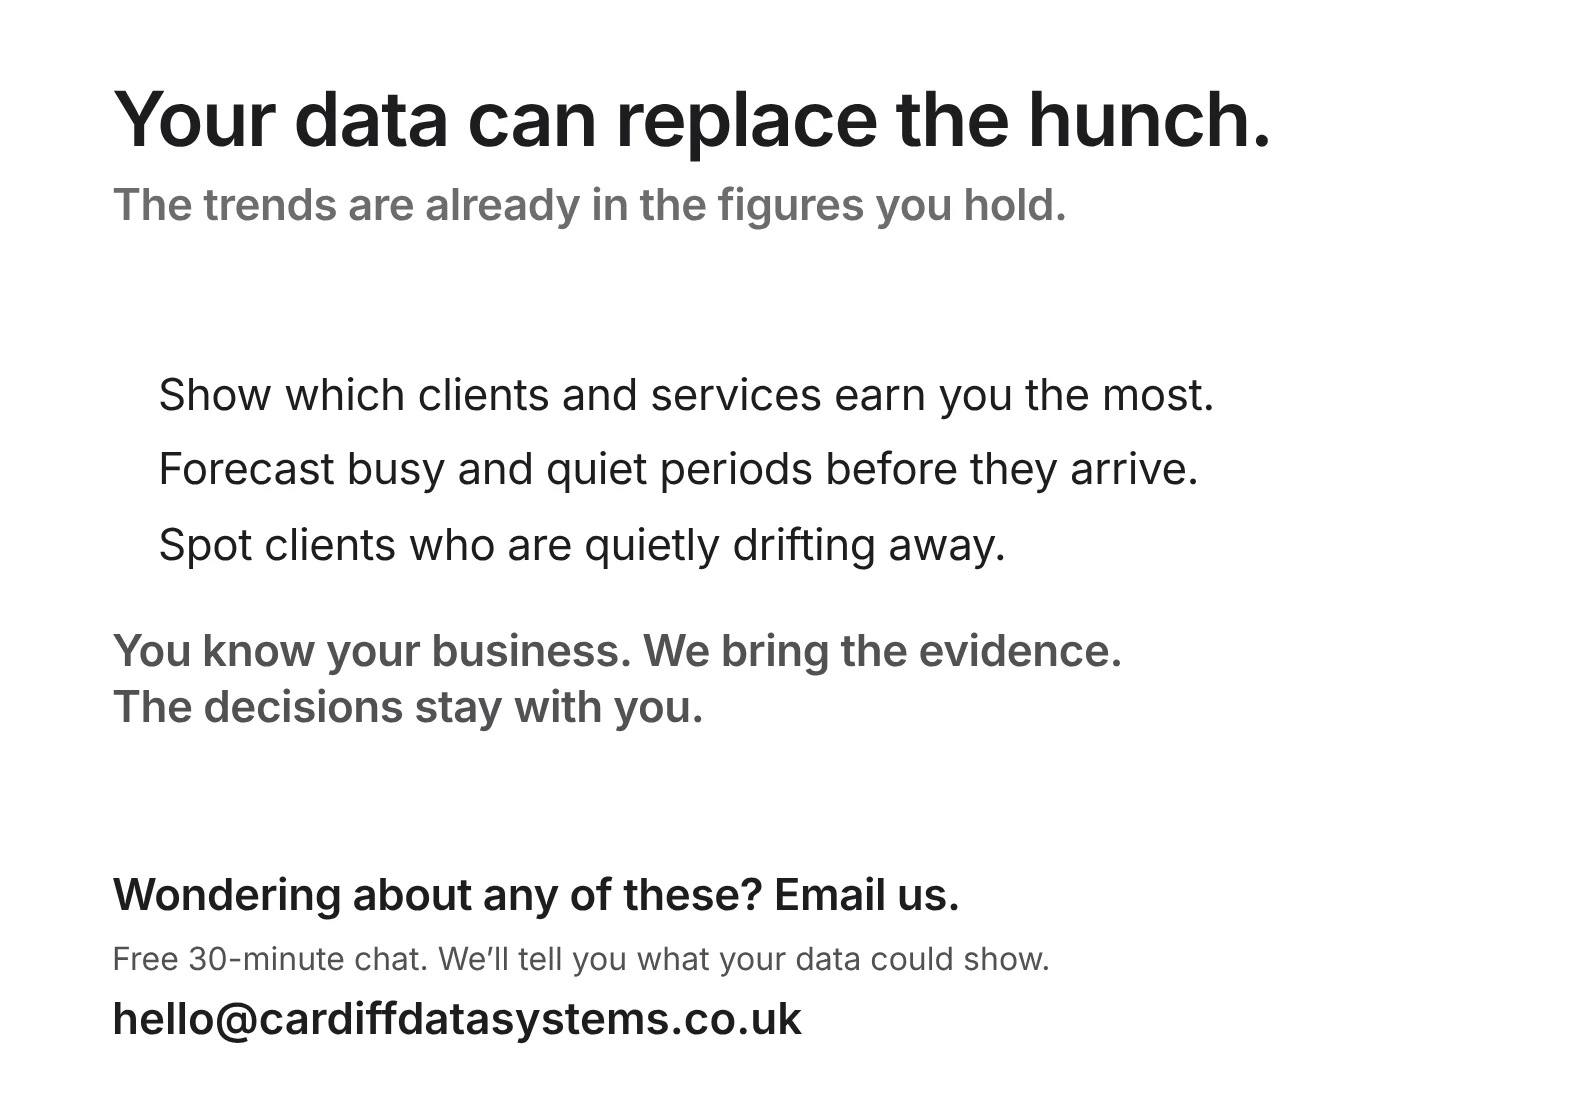 Your data can replace the hunch.
The trends are already in the figures you hold.
Show which clients and services earn you the most.
Forecast busy and quiet periods before they arrive.
Spot clients who are quietly drifting away.
You know your business. We bring the evidence.
The decisions stay with you.
Wondering about any of these? Email us.
Free 30-minute chat. We’ll tell you what your data could show.
hello@cardiffdatasystems.co.uk